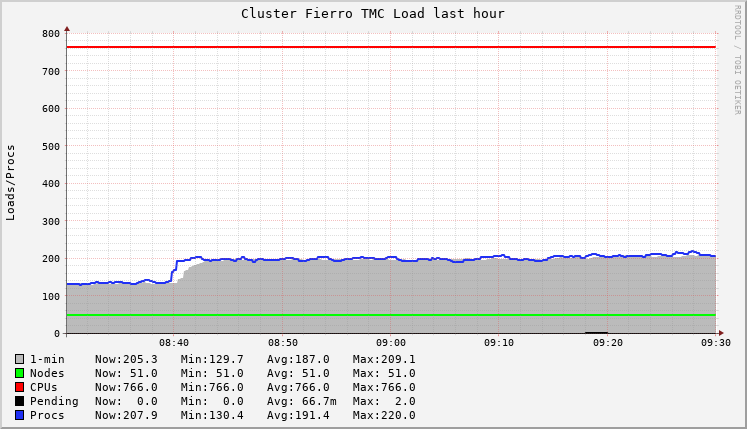 Cluster Fierro TMC Load last hour
RRDTOOL / TOBI OETIKER
Loads/Procs
800
700
600
500
400
300
200
100
0
08:40 08:50 09:00 09:10 09:20 09:30
1-min Now:205.3 Min:129.7 Avg:187.0 Max:209.1
Nodes Now: 51.0 Min: 51.0 Avg: 51.0 Max: 51.0
CPUs Now:766.0 Min:766.0 Avg:766.0 Max:766.0
Pending Now: 0.0 Min: 0.0 Avg: 66.7m Max: 2.0
Procs Now:207.9 Min:130.4 Avg:191.4 Max:220.0